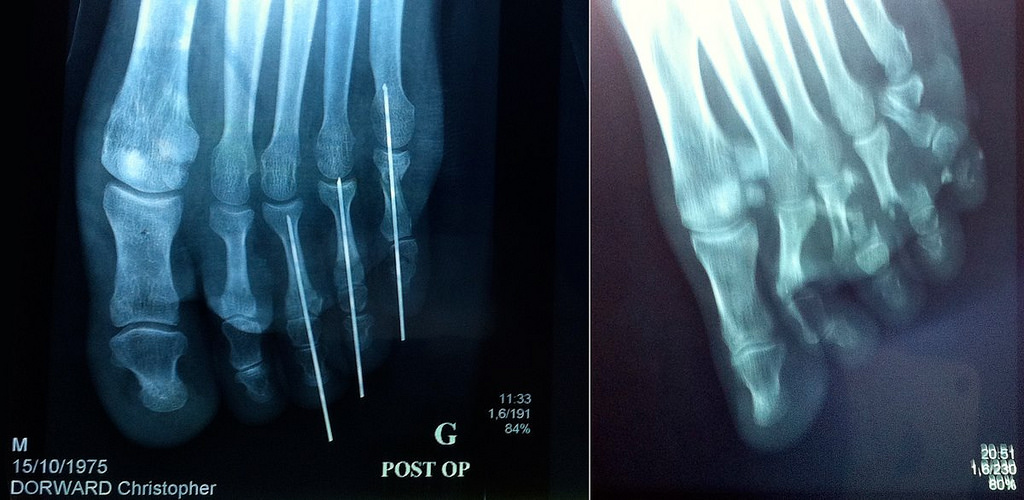 M
15/10/1975
DORWARD Christopher
G
POST OP
11:33
1,6/191
84%
20:51
1,6/230
80%